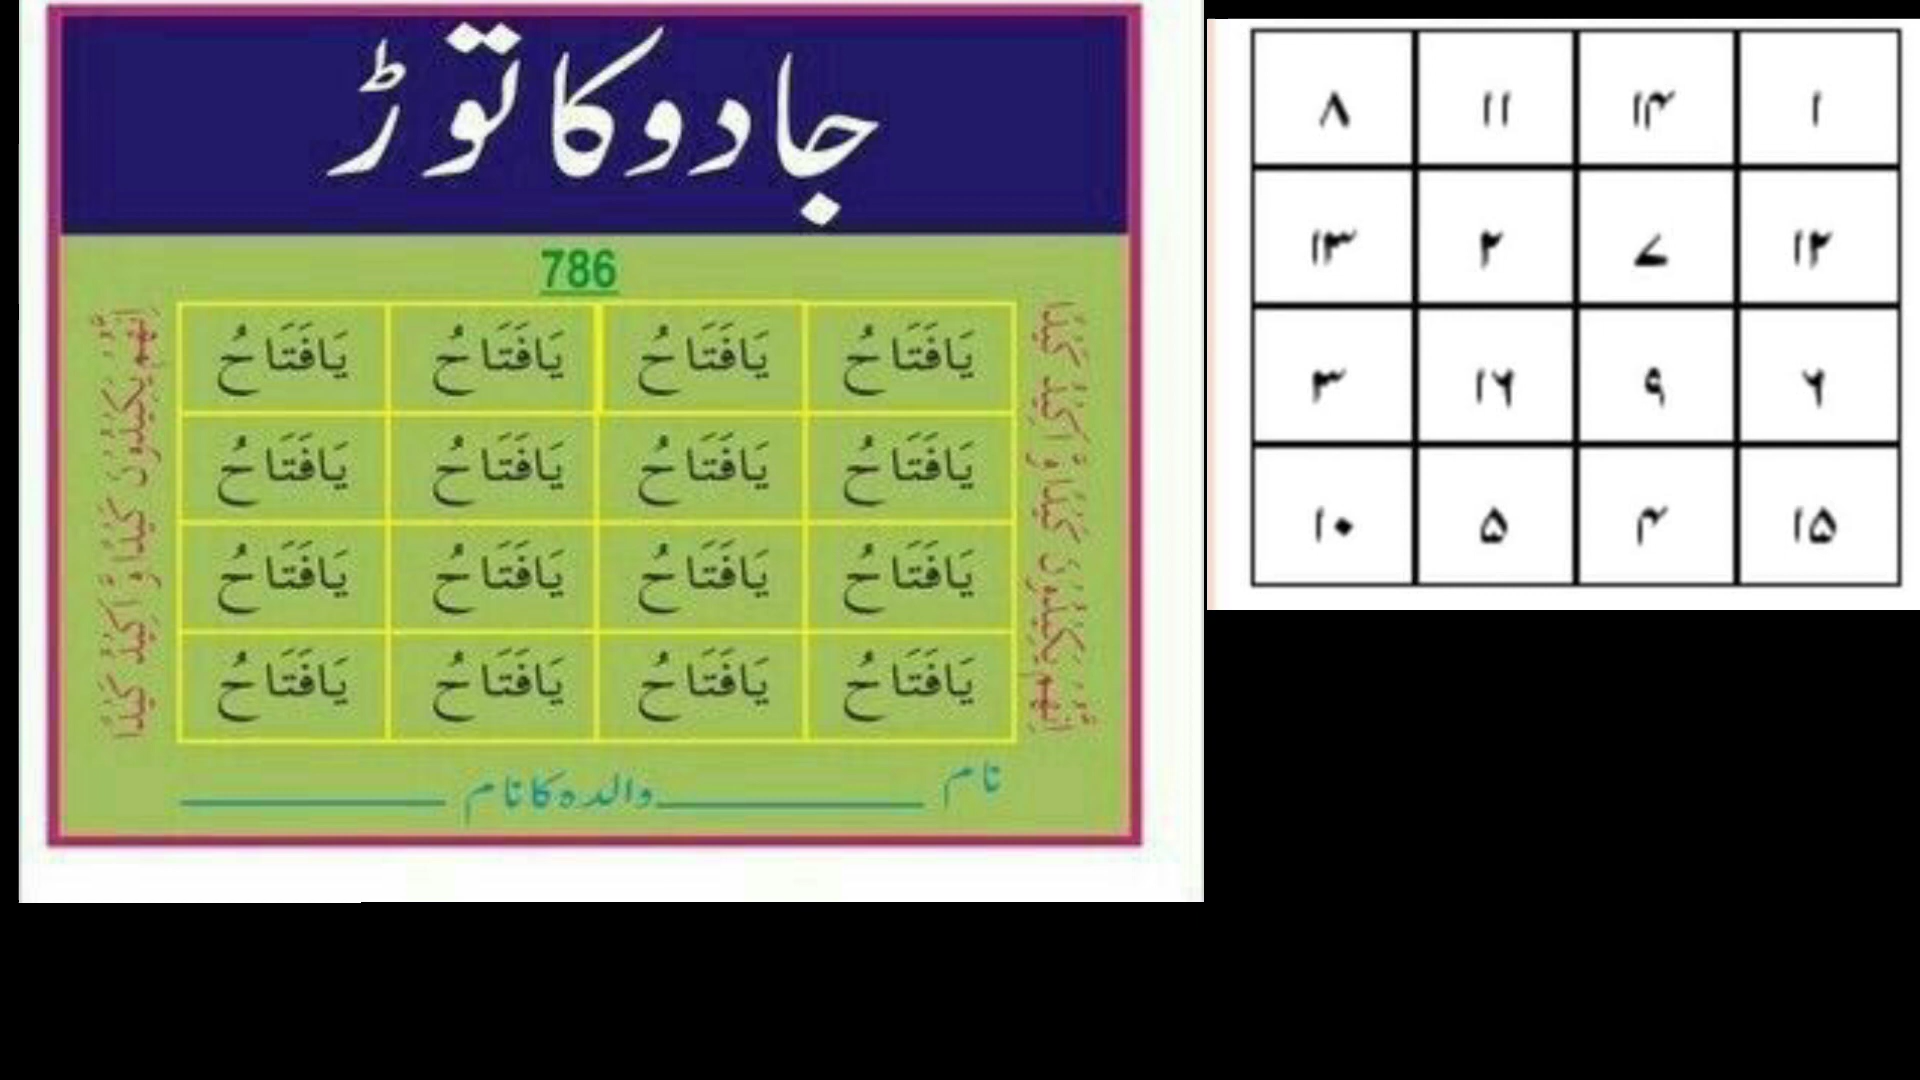 جادو کا توڑ
786
يَافَتَاحُ يَافَتَاحُ يَافَتَاحُ يَافَتَاحُ
يَافَتَاحُ يَافَتَاحُ يَافَتَاحُ يَافَتَاحُ
يَافَتَاحُ يَافَتَاحُ يَافَتَاحُ يَافَتَاحُ
يَافَتَاحُ يَافَتَاحُ يَافَتَاحُ يَافَتَاحُ
اِنَّهُمْ يَكِيْدُوْنَ كَيْدًا وَّ اَكِيْدُ كَيْدًا
اِنَّهُمْ يَكِيْدُوْنَ كَيْدًا وَّ اَكِيْدُ كَيْدًا
نام ____________ والدہ کا نام ____________
۸ ۱۱ ۱۴ ۱
۱۳ ۲ ۷ ۱۲
۳ ۱۶ ۹ ۶
۱۰ ۵ ۴ ۱۵